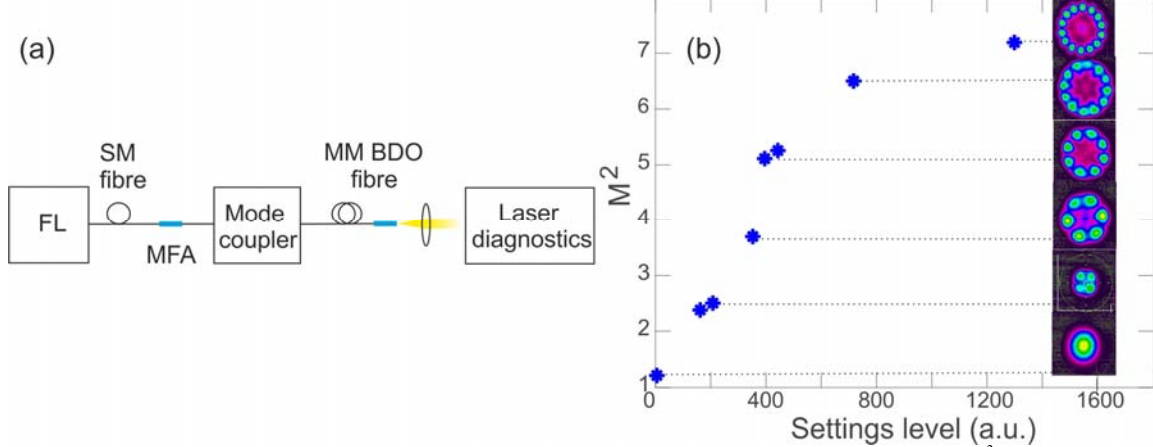 (a)
SM
fibre
MM BDO
fibre
FL
MFA
Mode
coupler
Laser
diagnostics
(b)
M²
7
6
5
4
3
2
1
0
400
800
1200
1600
Settings level (a.u.)